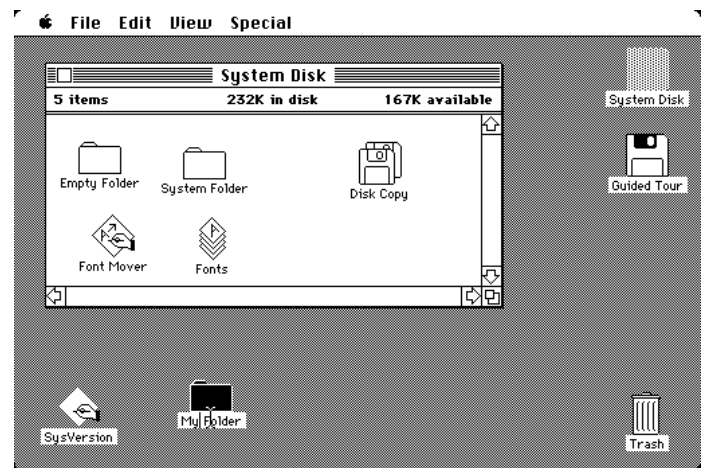 File Edit View Special
System Disk
5 items 232K in disk 167K available
Empty Folder
System Folder
Disk Copy
Font Mover
Fonts
System Disk
Guided Tour
SysVersion
My Folder
Trash